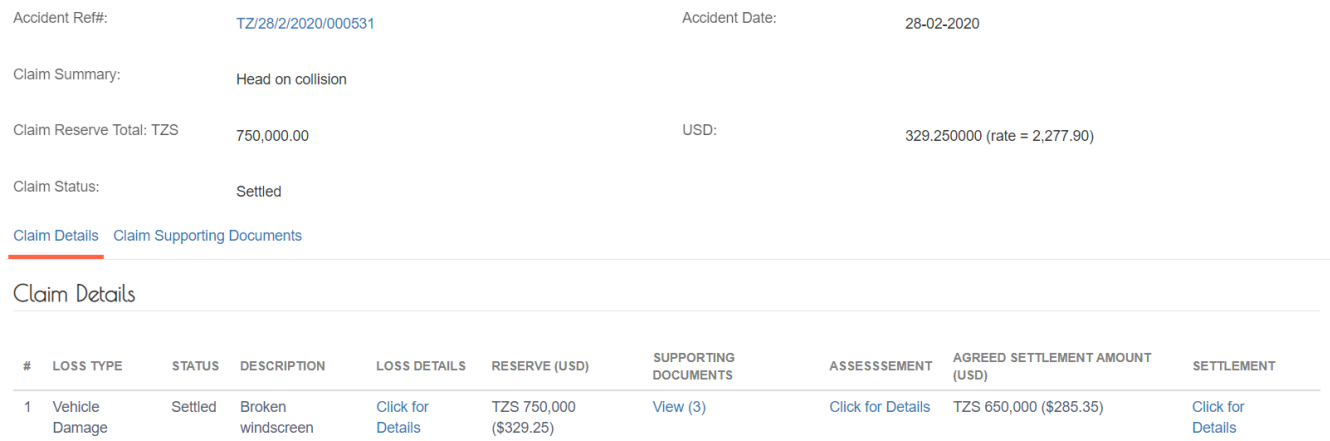 Accident Ref#: TZ/28/2/2020/000531 Accident Date: 28-02-2020
Claim Summary: Head on collision
Claim Reserve Total: TZS 750,000.00 USD: 329.250000 (rate = 2,277.90)
Claim Status: Settled
Claim Details Claim Supporting Documents
Claim Details
# LOSS TYPE STATUS DESCRIPTION LOSS DETAILS RESERVE (USD) SUPPORTING DOCUMENTS ASSESSSEMENT AGREED SETTLEMENT AMOUNT (USD) SETTLEMENT
1 Vehicle Damage Settled Broken windscreen Click for Details TZS 750,000 ($329.25) View (3) Click for Details TZS 650,000 ($285.35) Click for Details